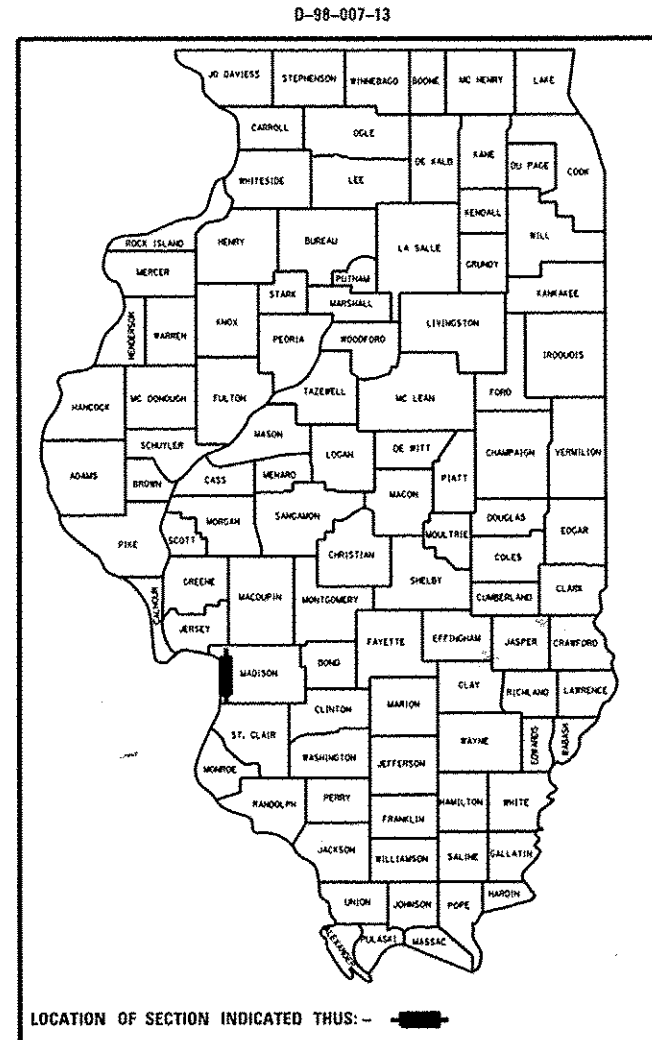 D-98-007-13
JO DAVIESS
STEPHENSON
WINNEBAGO
BOONE
MC HENRY
LAKE
CARROLL
OGLE
DE KALB
KANE
DU PAGE
COOK
WHITESIDE
LEE
KENDALL
WILL
ROCK ISLAND
HENRY
BUREAU
LA SALLE
GRUNDY
MERCER
PUTNAM
KANKAKEE
STARK
MARSHALL
HENDERSON
WARREN
KNOX
PEORIA
WOODFORD
LIVINGSTON
IROQUOIS
HANCOCK
MC DONOUGH
FULTON
TAZEWELL
MC LEAN
FORD
SCHUYLER
MASON
LOGAN
DE WITT
CHAMPAIGN
VERMILION
ADAMS
BROWN
CASS
MENARD
MACON
PIATT
PIKE
SCOTT
MORGAN
SANGAMON
CHRISTIAN
MOULTRIE
DOUGLAS
EDGAR
COLES
CALHOUN
GREENE
MACOUPIN
MONTGOMERY
SHELBY
CUMBERLAND
CLARK
JERSEY
FAYETTE
EFFINGHAM
JASPER
CRAWFORD
MADISON
BOND
CLAY
RICHLAND
LAWRENCE
CLINTON
MARION
ST. CLAIR
WAYNE
EDWARDS
WABASH
MONROE
WASHINGTON
JEFFERSON
RANDOLPH
PERRY
FRANKLIN
HAMILTON
WHITE
JACKSON
WILLIAMSON
SALINE
GALLATIN
UNION
JOHNSON
POPE
HARDIN
ALEXANDER
PULASKI
MASSAC
LOCATION OF SECTION INDICATED THUS: -